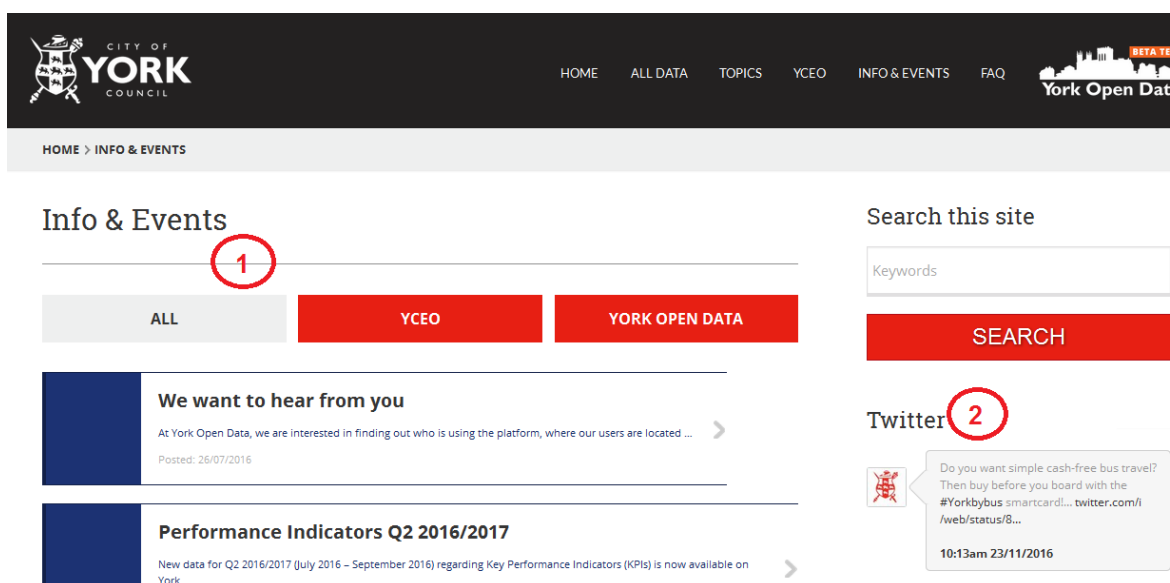 CITY OF
YORK
COUNCIL
HOME ALL DATA TOPICS YCEO INFO & EVENTS FAQ
BETA TE
York Open Dat
HOME > INFO & EVENTS
Info & Events
1
ALL YCEO YORK OPEN DATA
We want to hear from you
At York Open Data, we are interested in finding out who is using the platform, where our users are located ...
Posted: 26/07/2016
Performance Indicators Q2 2016/2017
New data for Q2 2016/2017 (July 2016 – September 2016) regarding Key Performance Indicators (KPIs) is now available on
York
Search this site
Keywords
SEARCH
Twitter 2
Do you want simple cash-free bus travel?
Then buy before you board with the
#Yorkbybus smartcard!... twitter.com/i
/web/status/8...
10:13am 23/11/2016